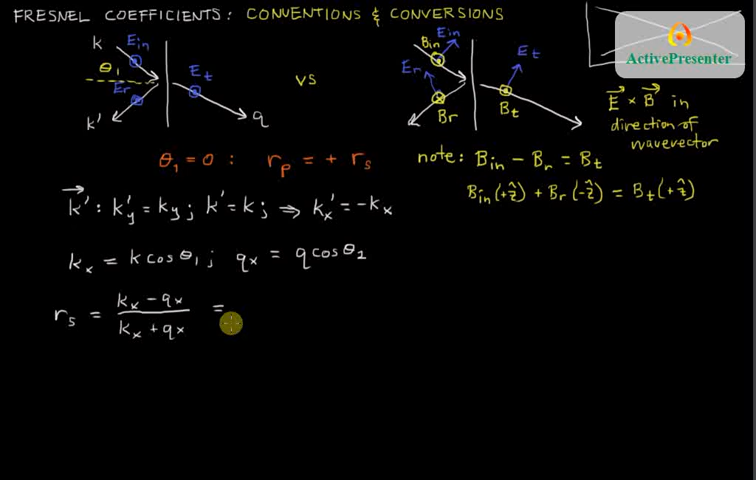 FRESNEL COEFFICIENTS: CONVENTIONS & CONVERSIONS
ActivePresenter
k Ein θ1 Et Er k' q
vs
Bin Ein Er Et Br Bt
E⃗ × B⃗ in
direction of
wavevector
θ1 = 0 : rp = + rs
note: Bin − Br = Bt
Bin(+ẑ) + Br(−ẑ) = Bt(+ẑ)
k⃗' : ky' = ky ; k' = k ; ⇒ kx' = −kx
kx = k cos θ1 ; qx = q cos θ2
rs = (kx − qx) / (kx + qx) =